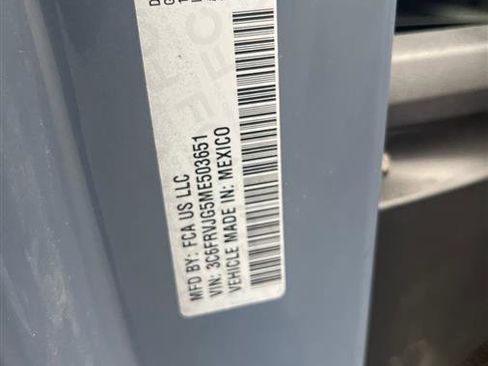 MFD BY: FCA US LLC
VIN: 3C6FRVJG5ME503651
VEHICLE MADE IN: MEXICO